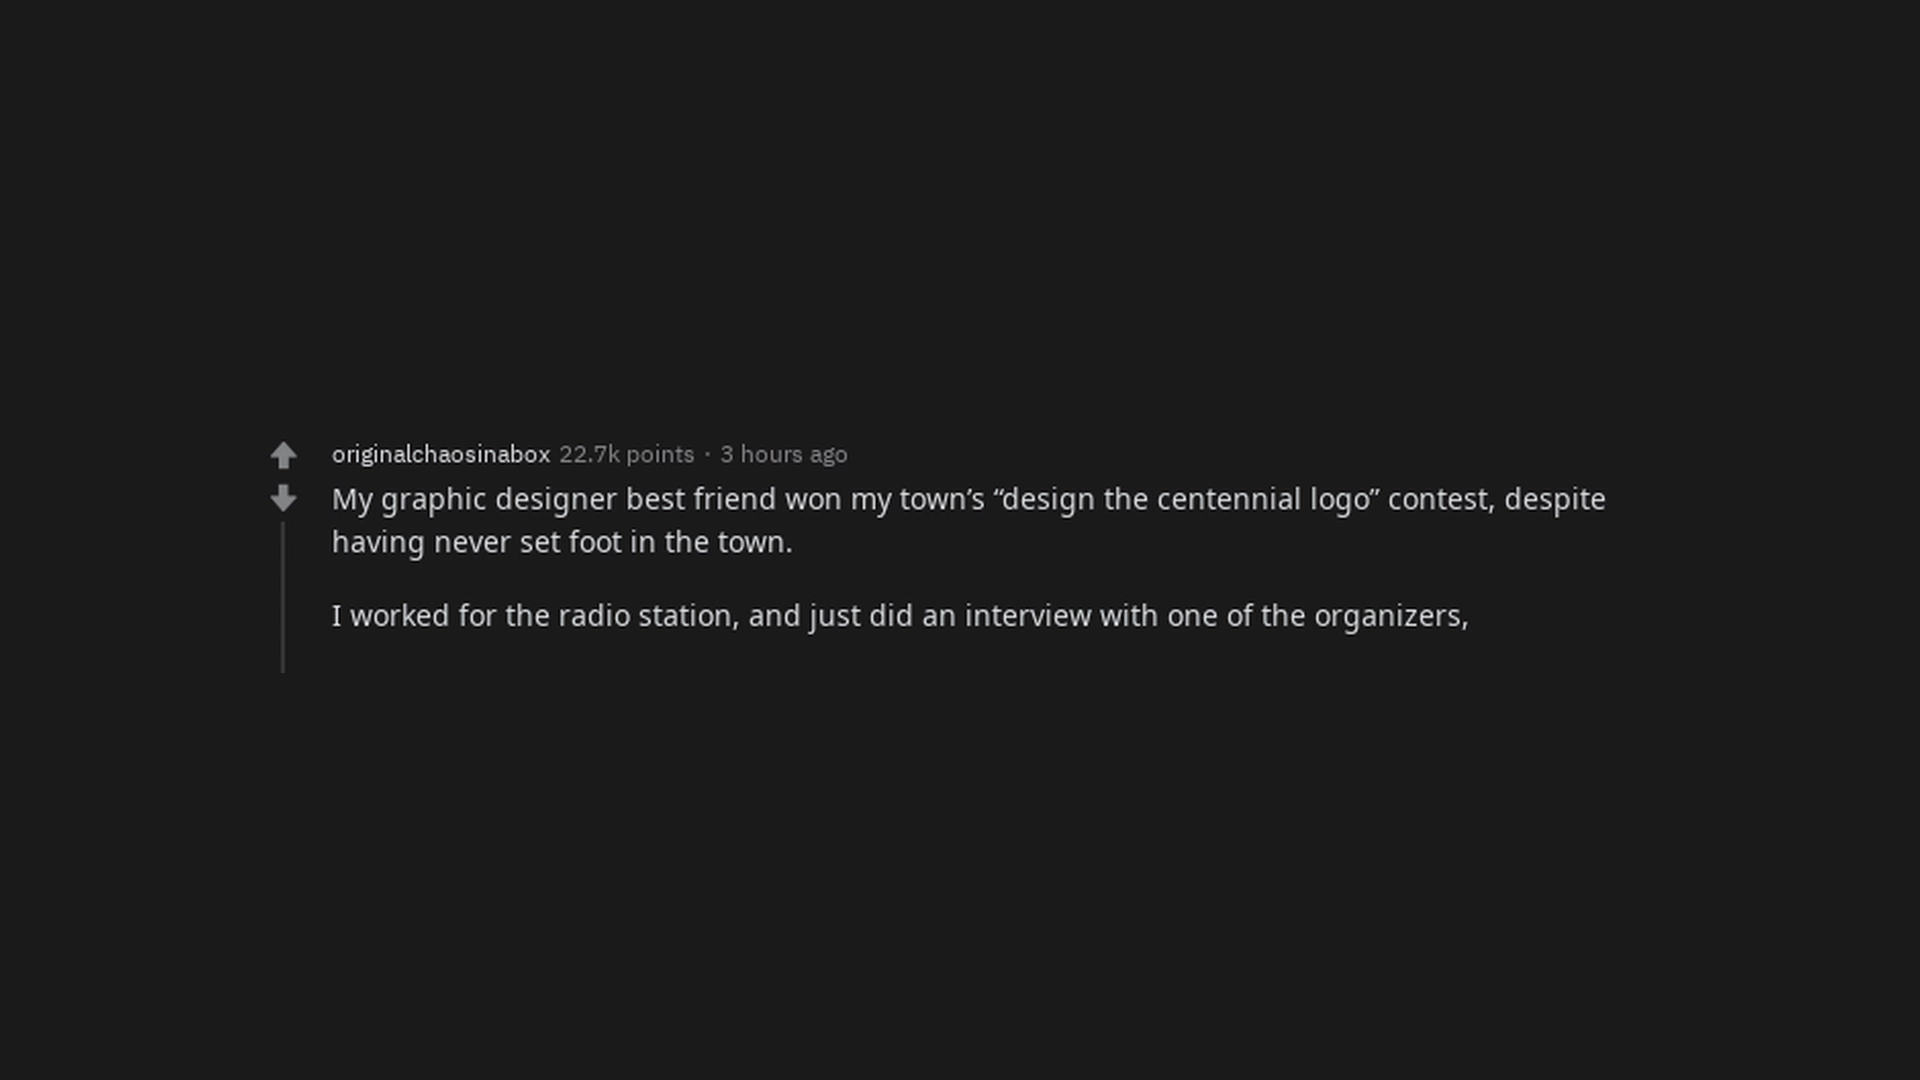 originalchaosinabox 22.7k points · 3 hours ago
My graphic designer best friend won my town’s “design the centennial logo” contest, despite
having never set foot in the town.
I worked for the radio station, and just did an interview with one of the organizers,